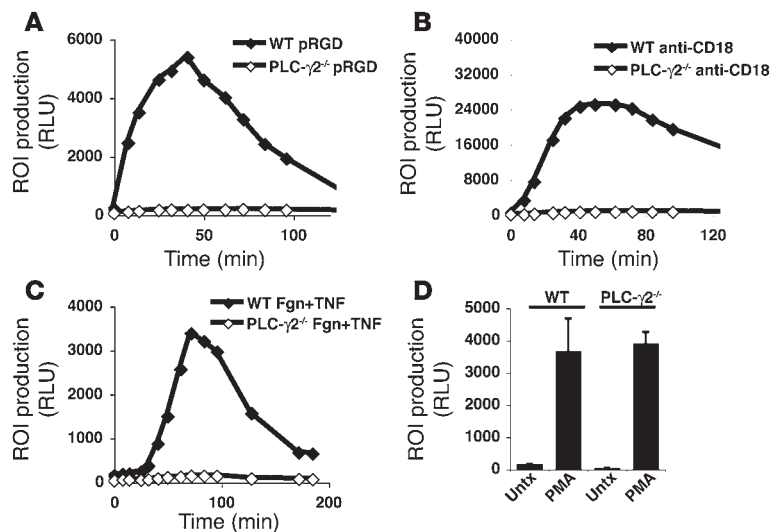 A
ROI production
(RLU)
6000
4000
2000
0
WT pRGD
PLC-γ2-/- pRGD
0 50 100
Time (min)
B
ROI production
(RLU)
40000
32000
24000
16000
8000
0
WT anti-CD18
PLC-γ2-/- anti-CD18
0 40 80 120
Time (min)
C
ROI production
(RLU)
4000
3000
2000
1000
0
WT Fgn+TNF
PLC-γ2-/- Fgn+TNF
0 100 200
Time (min)
D
ROI production
(RLU)
5000
4000
3000
2000
1000
0
WT PLC-γ2-/-
Untx PMA Untx PMA